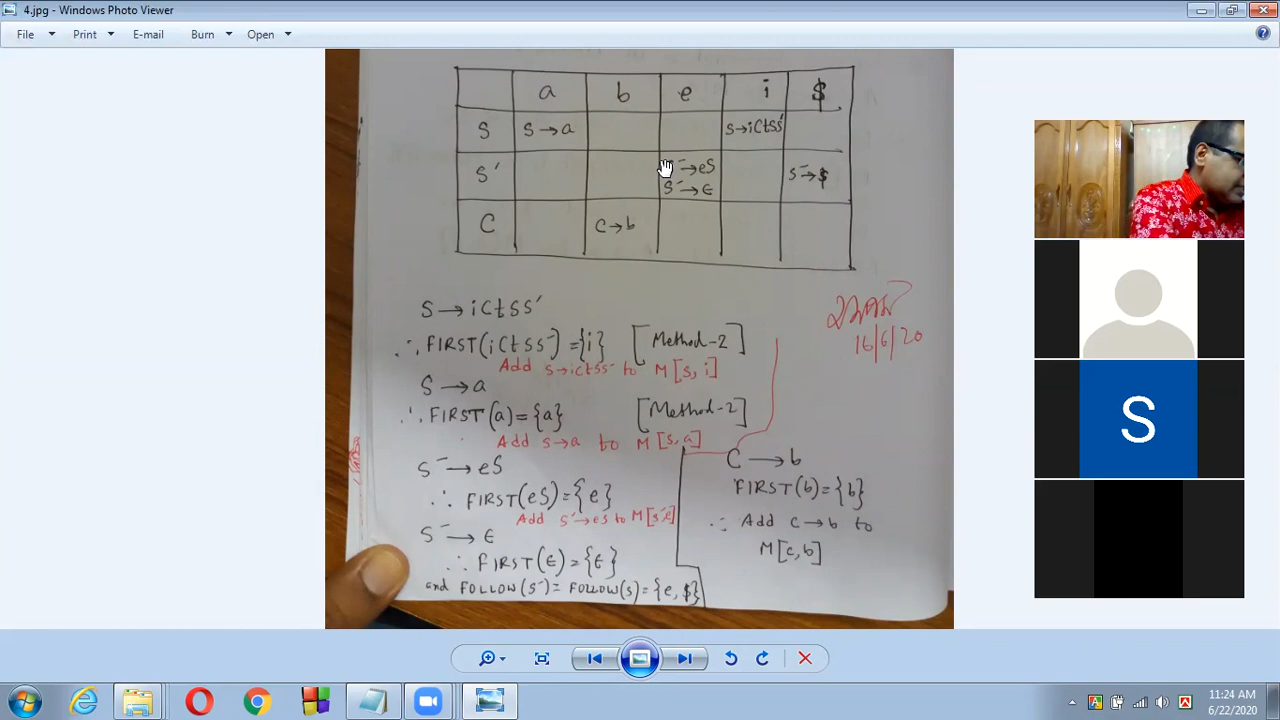 4.jpg - Windows Photo Viewer
File Print E-mail Burn Open
a b e i $
S S→a S→iCtSS'
S' →eS S'→$
S'→ϵ
C C→b
S→iCtSS'
∴ FIRST(iCtSS') = {i} [Method-2]
Add S→iCtSS' to M[S, i]
S→a
∴ FIRST(a) = {a} [Method-2]
Add S→a to M[S, a]
S'→eS
∴ FIRST(eS) = {e}
Add S'→eS to M[S', e]
S'→ϵ
∴ FIRST(ϵ) = {ϵ}
and FOLLOW(S') = FOLLOW(S) = {e, $}
C→b
FIRST(b) = {b}
∴ Add C→b to
M[C, b]
16/6/20
S
11:24 AM
6/22/2020